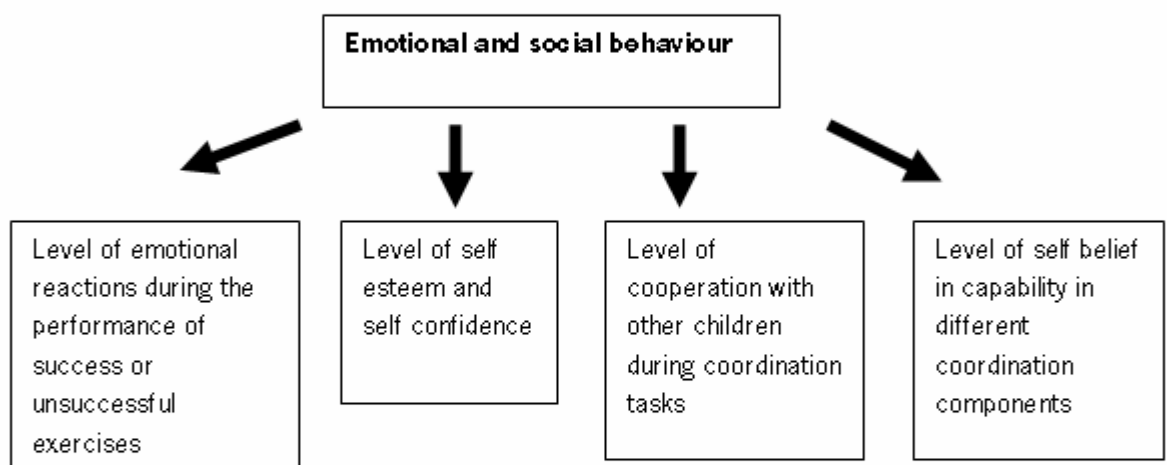 Emotional and social behaviour
Level of emotional
reactions during the
performance of
success or
unsuccessful
exercises
Level of self
esteem and
self confidence
Level of
cooperation with
other children
during coordination
tasks
Level of self belief
in capability in
different
coordination
components